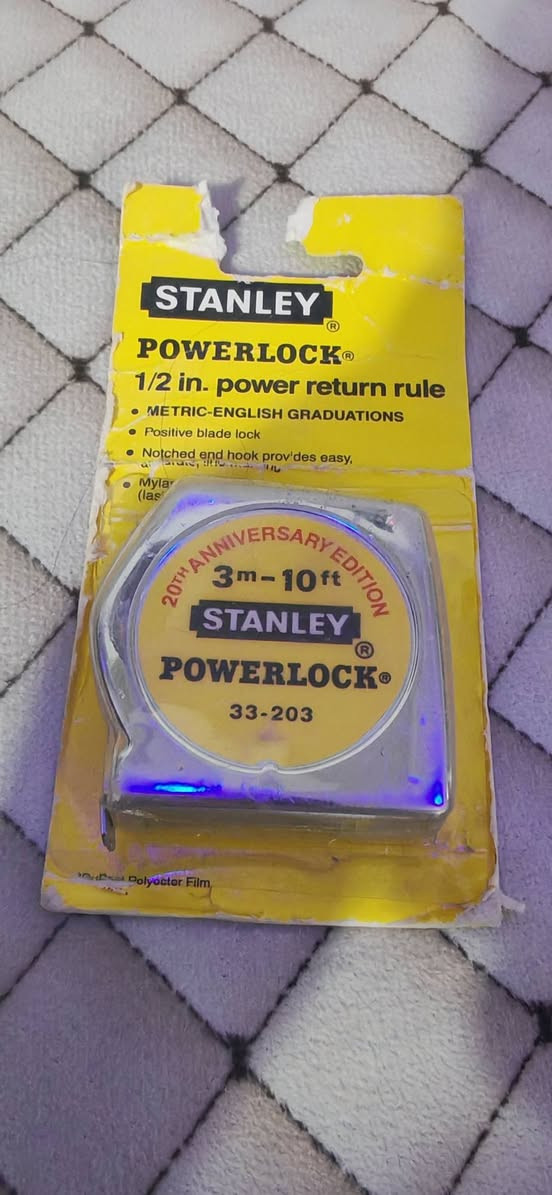 STANLEY®
POWERLOCK®
1/2 in. power return rule
• METRIC-ENGLISH GRADUATIONS
• Positive blade lock
• Notched end hook provides easy,
• Mylar
(las
20TH ANNIVERSARY EDITION
3m-10ft
STANLEY®
POWERLOCK®
33-203
Polyester Film